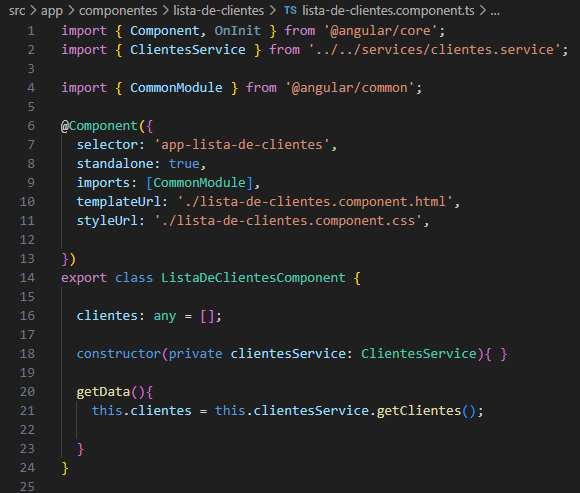 src > app > componentes > lista-de-clientes > TS lista-de-clientes.component.ts > ...
1 import { Component, OnInit } from '@angular/core';
2 import { ClientesService } from '../../services/clientes.service';
3
4 import { CommonModule } from '@angular/common';
5
6 @Component({
7   selector: 'app-lista-de-clientes',
8   standalone: true,
9   imports: [CommonModule],
10   templateUrl: './lista-de-clientes.component.html',
11   styleUrl: './lista-de-clientes.component.css',
12
13 })
14 export class ListaDeClientesComponent {
15
16   clientes: any = [];
17
18   constructor(private clientesService: ClientesService){ }
19
20   getData(){
21     this.clientes = this.clientesService.getClientes();
22
23   }
24 }
25